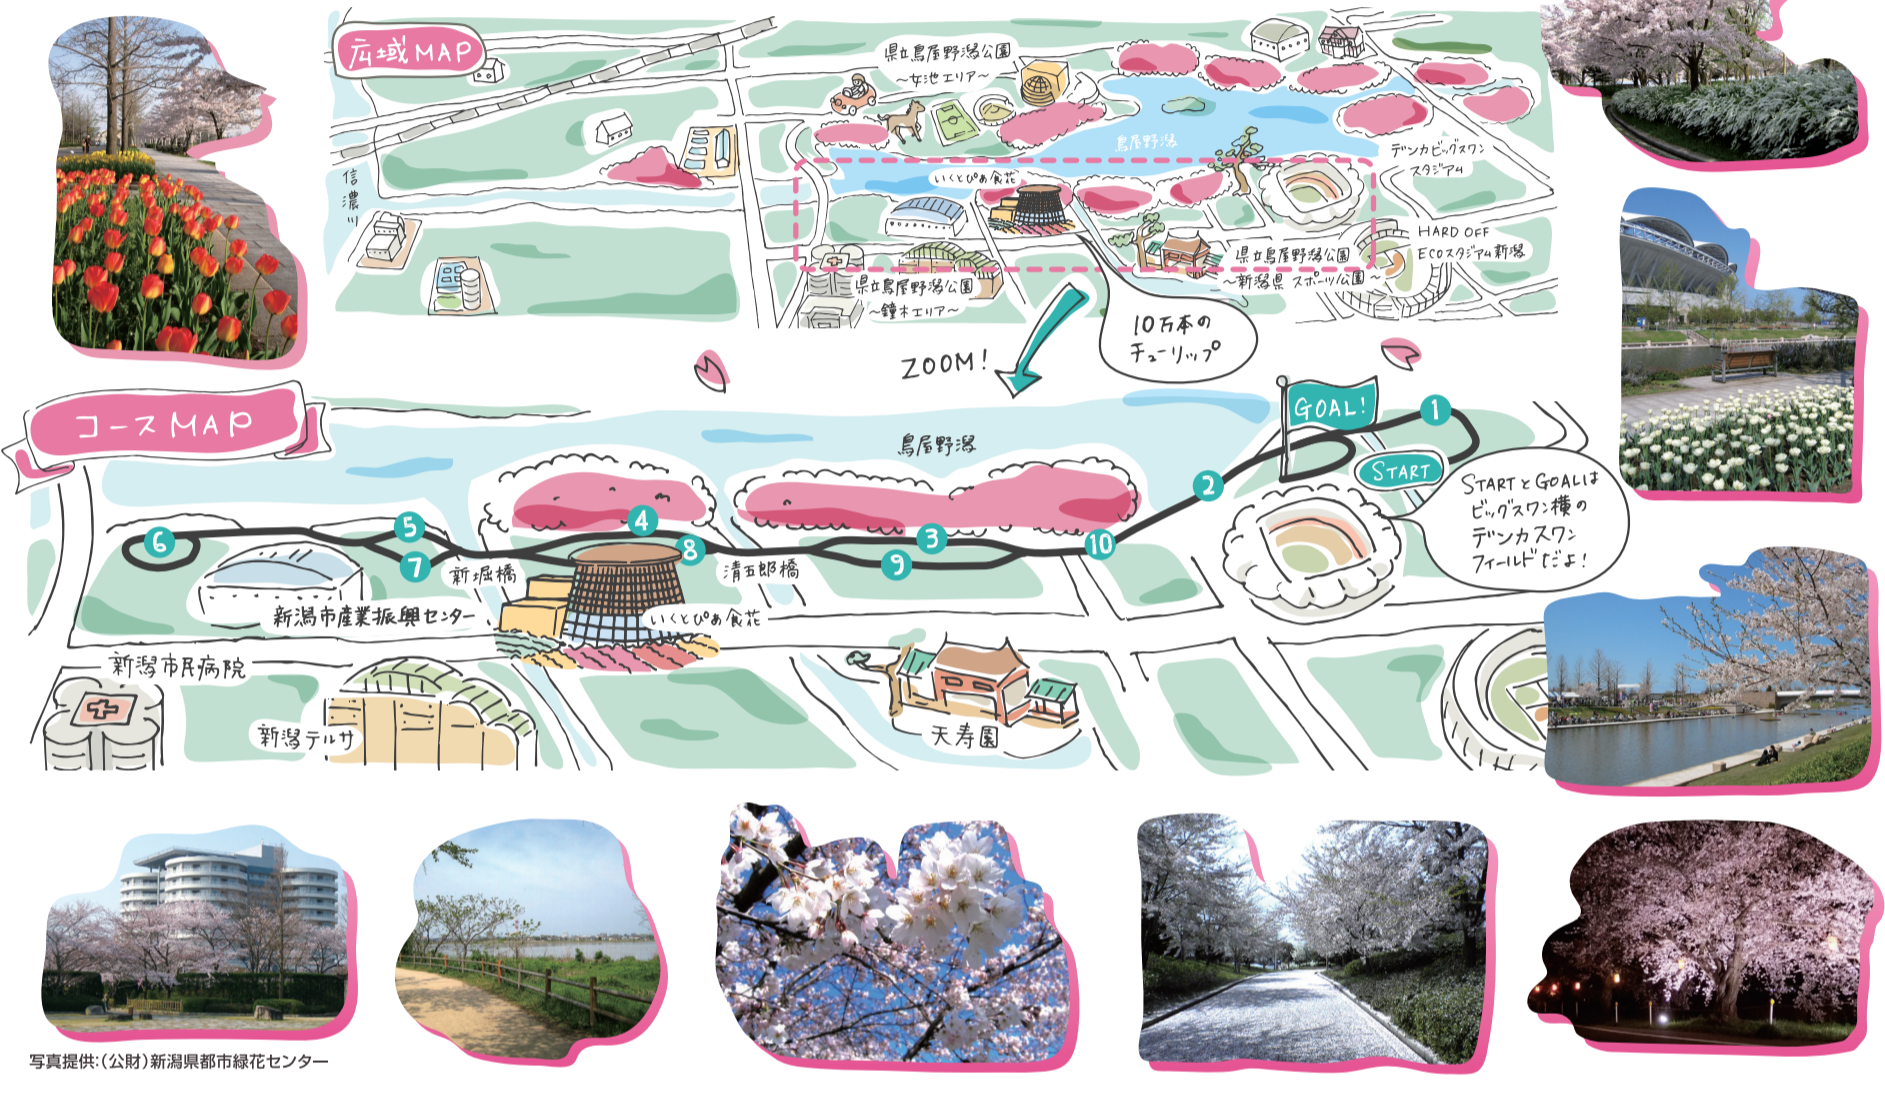 広域MAP
県立鳥屋野潟公園
～女池エリア～
鳥屋野潟
デンカビッグスワン
スタジアム
信濃川
いくとぴあ食花
HARD OFF
ECOスタジアム新潟
県立鳥屋野潟公園
～新潟県スポーツ公園～
県立鳥屋野潟公園
～鐘木エリア～
10万本の
チューリップ
ZOOM!
コースMAP
鳥屋野潟
GOAL!
START
1
2
3
4
5
6
7
8
9
10
STARTとGOALは
ビッグスワン横の
デンカスワン
フィールドだよ!
新堀橋
清五郎橋
新潟市産業振興センター
いくとぴあ食花
新潟市民病院
新潟テルサ
天寿園
写真提供:(公財)新潟県都市緑花センター